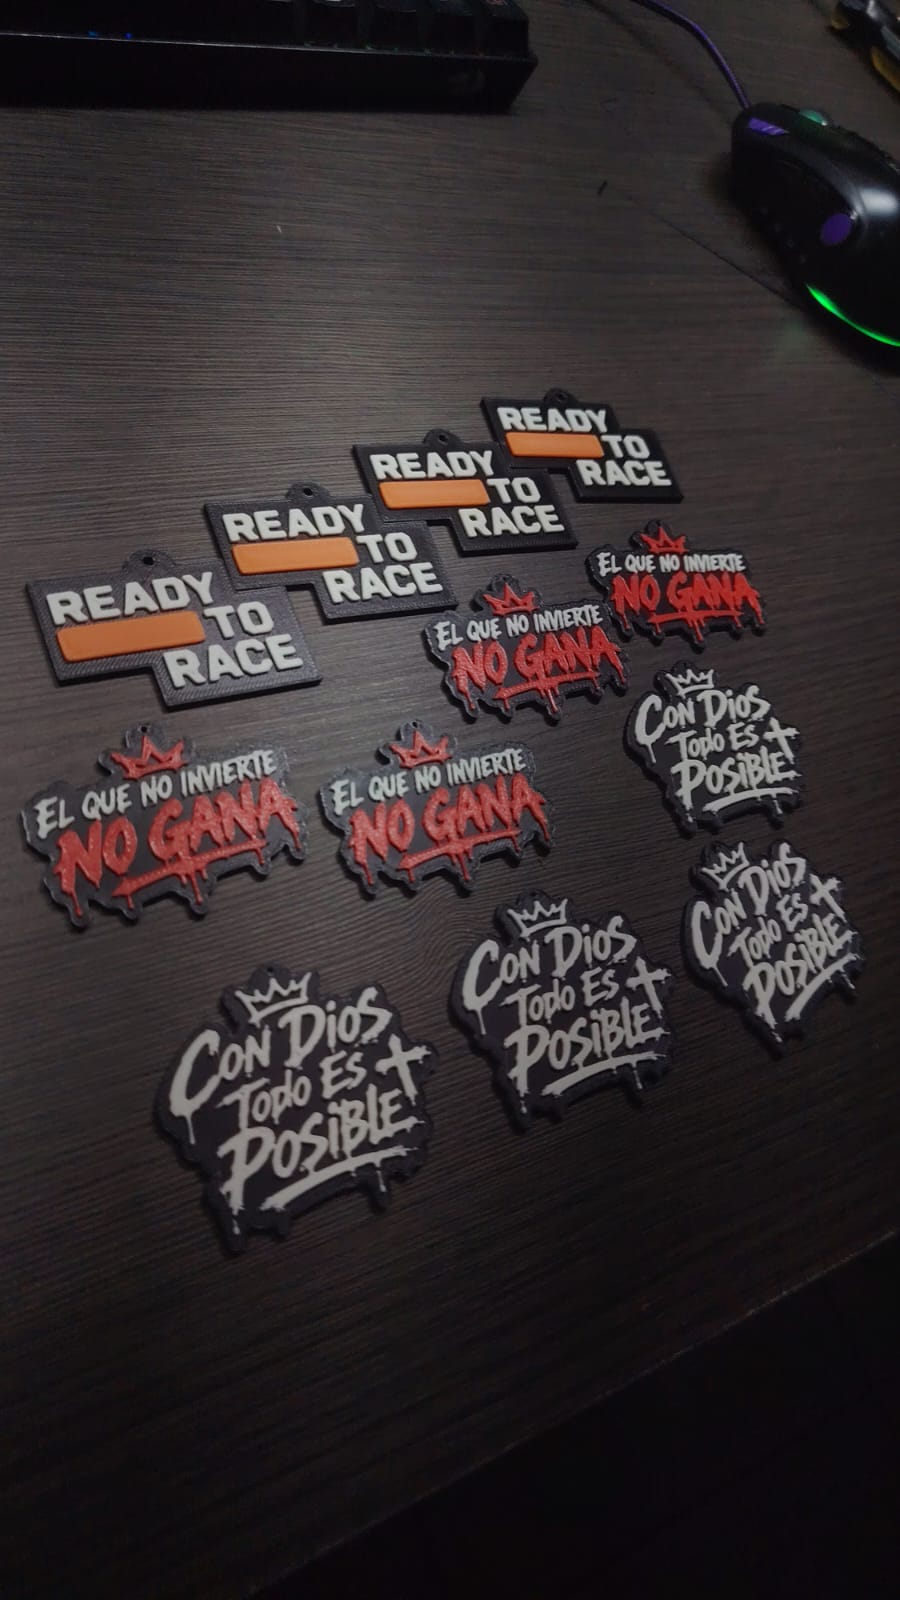 READY
TO
RACE
READY
TO
RACE
READY
TO
RACE
READY
TO
RACE
EL QUE NO INVIERTE
NO GANA
EL QUE NO INVIERTE
NO GANA
EL QUE NO INVIERTE
NO GANA
EL QUE NO INVIERTE
NO GANA
CON DIOS
TODO ES
POSIBLE
CON DIOS
TODO ES
POSIBLE
CON DIOS
TODO ES
POSIBLE
CON DIOS
TODO ES
POSIBLE